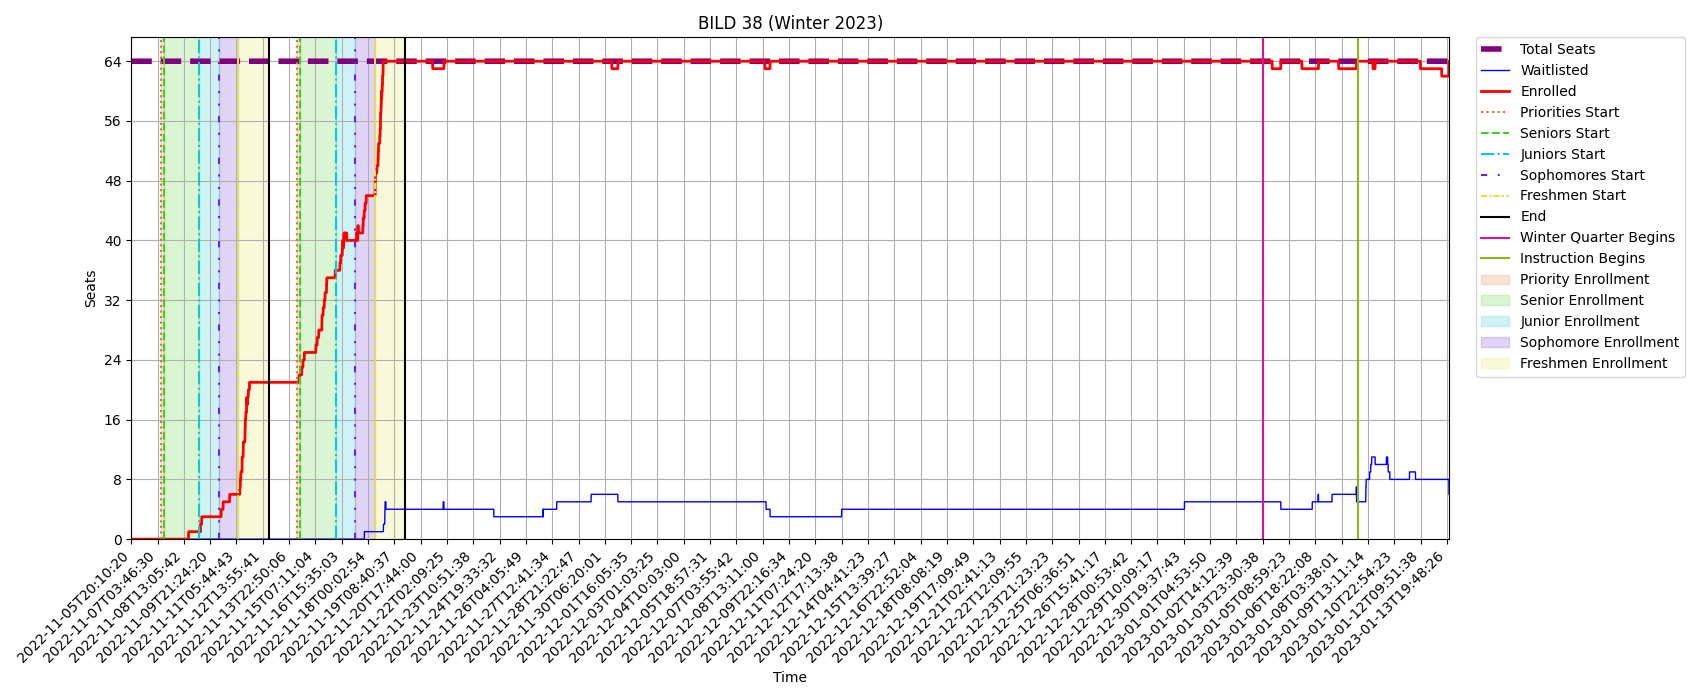 BILD 38 (Winter 2023)
Seats
64
56
48
40
32
24
16
8
0
2022-11-05T20:10:20
2022-11-07T03:46:30
2022-11-08T13:05:42
2022-11-09T21:24:20
2022-11-11T05:44:43
2022-11-12T13:55:41
2022-11-13T22:50:06
2022-11-15T07:11:04
2022-11-16T15:35:03
2022-11-18T00:02:54
2022-11-19T08:40:37
2022-11-20T17:44:00
2022-11-22T02:09:25
2022-11-23T10:51:38
2022-11-24T19:33:32
2022-11-26T04:05:49
2022-11-27T12:41:34
2022-11-28T21:22:47
2022-11-30T06:20:01
2022-12-01T16:05:35
2022-12-03T01:03:25
2022-12-04T10:03:00
2022-12-05T18:57:31
2022-12-07T03:55:42
2022-12-08T13:11:00
2022-12-09T22:16:34
2022-12-11T07:24:20
2022-12-12T17:13:38
2022-12-14T04:41:23
2022-12-15T13:39:27
2022-12-16T22:52:04
2022-12-18T08:08:19
2022-12-19T17:09:49
2022-12-21T02:41:13
2022-12-22T12:09:55
2022-12-23T21:23:23
2022-12-25T06:36:51
2022-12-26T15:41:17
2022-12-28T00:53:42
2022-12-29T10:09:17
2022-12-30T19:37:43
2023-01-01T04:53:50
2023-01-02T14:12:39
2023-01-03T23:30:38
2023-01-05T08:59:23
2023-01-06T18:22:08
2023-01-08T03:38:01
2023-01-09T13:11:14
2023-01-10T22:54:23
2023-01-12T09:51:38
2023-01-13T19:48:26
Time
Total Seats
Waitlisted
Enrolled
Priorities Start
Seniors Start
Juniors Start
Sophomores Start
Freshmen Start
End
Winter Quarter Begins
Instruction Begins
Priority Enrollment
Senior Enrollment
Junior Enrollment
Sophomore Enrollment
Freshmen Enrollment